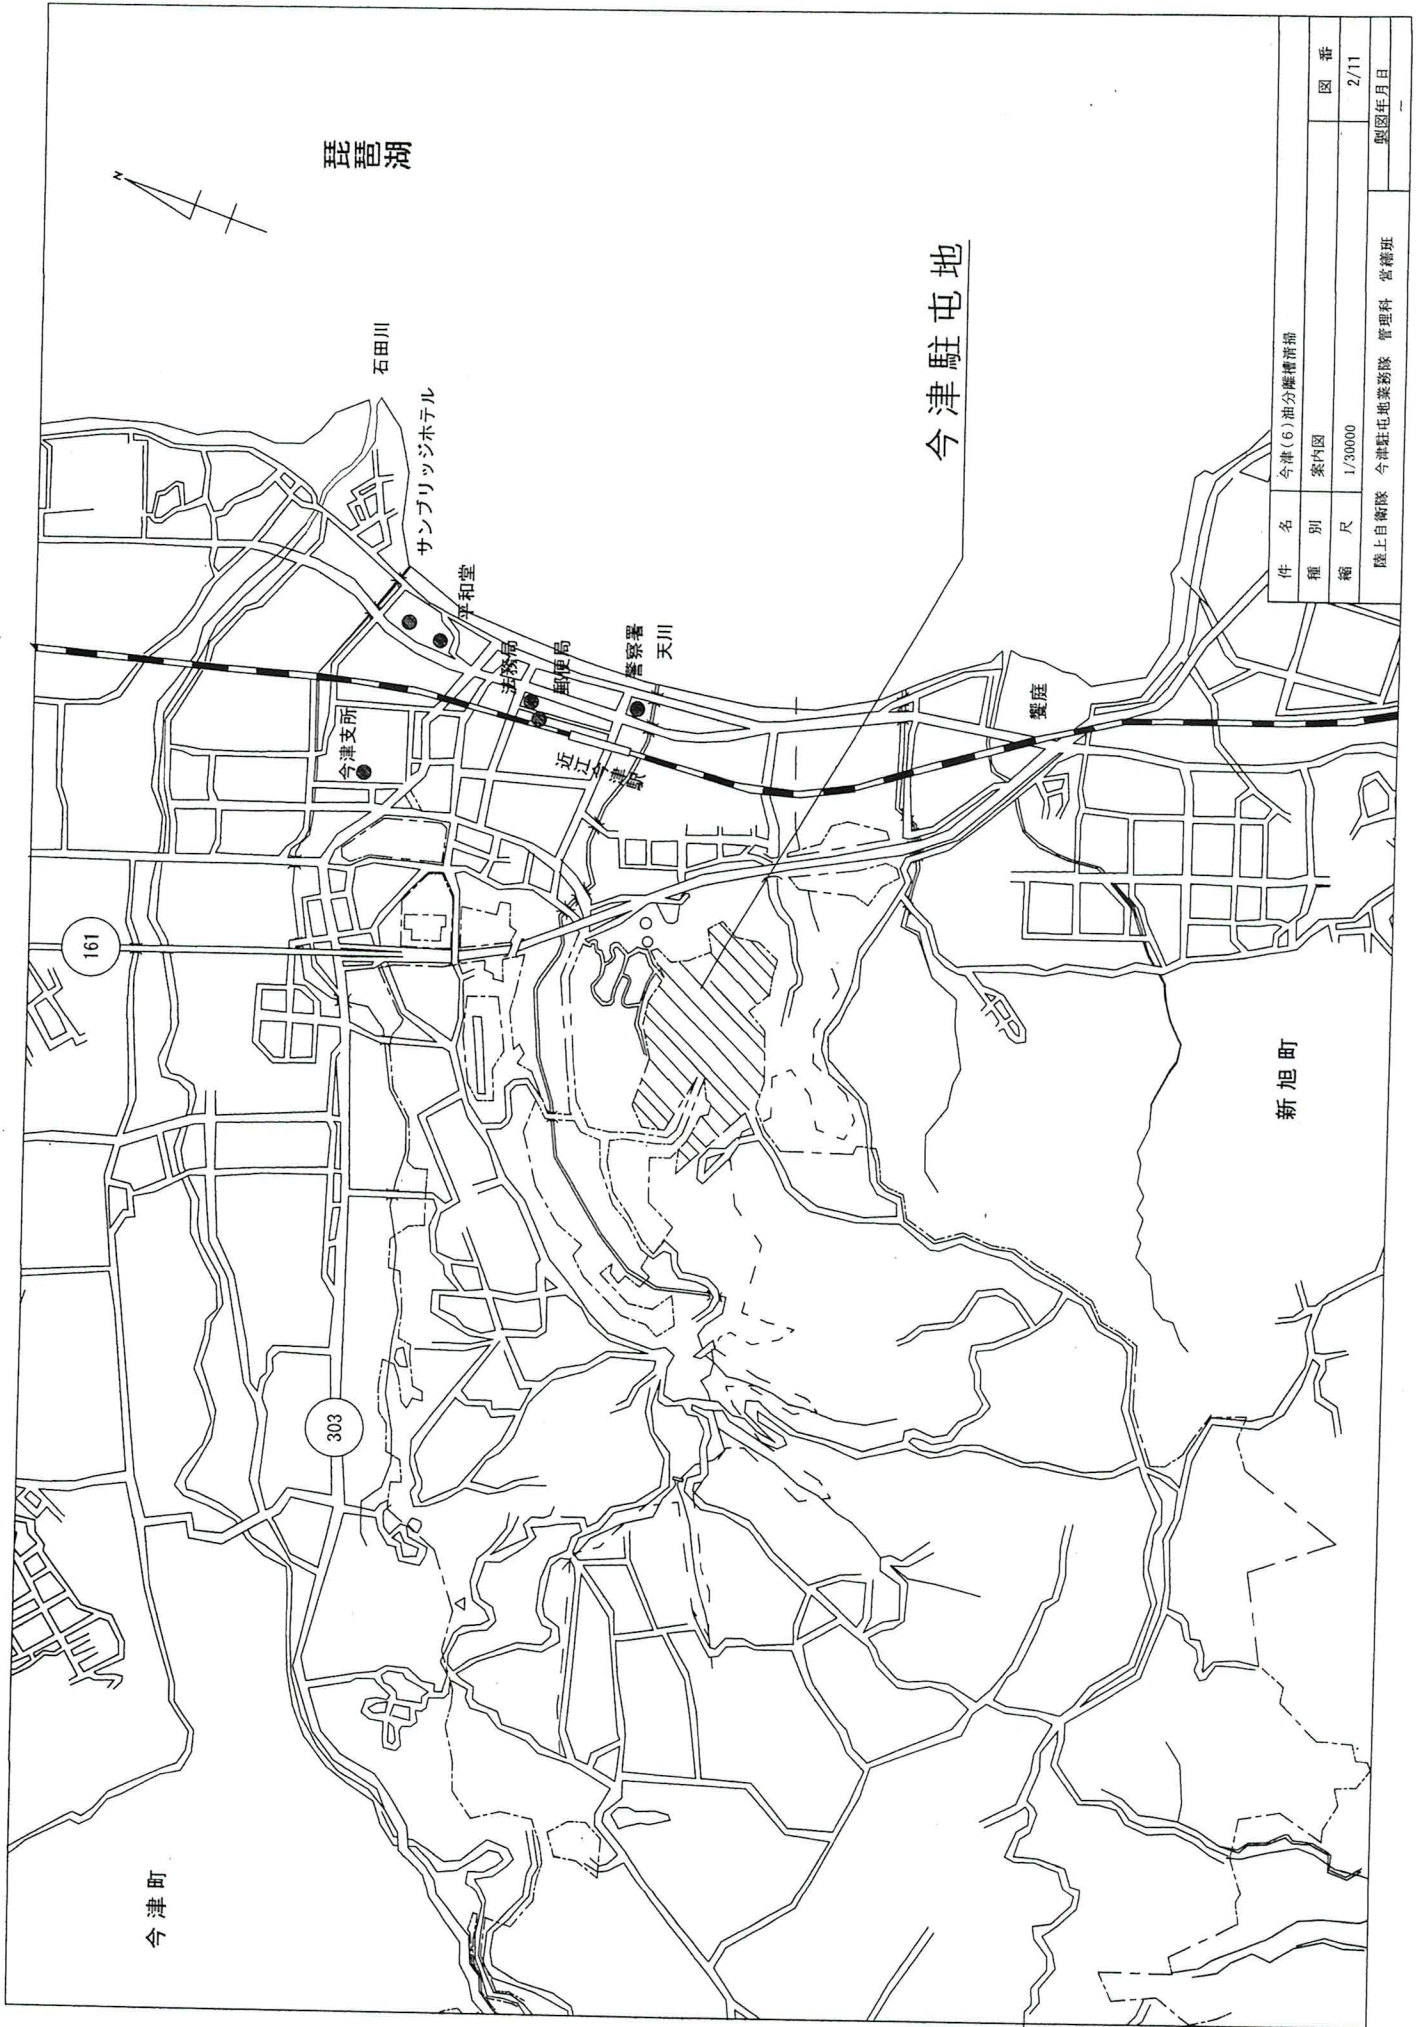 琵琶湖
N
石田川
サンブリッジホテル
平和堂
法務局
郵便局
警察署
天川
今津支所
近江今津駅
今津駐屯地
饗庭
161
303
今津町
新旭町
件名 今津(6)油分離槽清掃
種別 案内図 図番
縮尺 1/30000 2/11
陸上自衛隊 今津駐屯地業務隊 管理科 営繕班 製図年月日
－